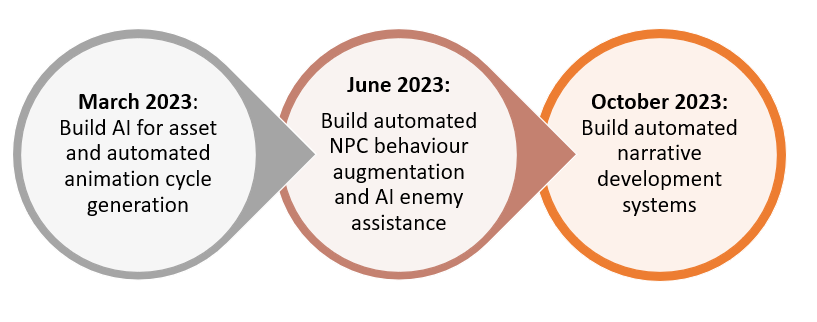 March 2023:
Build AI for asset
and automated
animation cycle
generation
June 2023:
Build automated
NPC behaviour
augmentation
and AI enemy
assistance
October 2023:
Build automated
narrative
development
systems